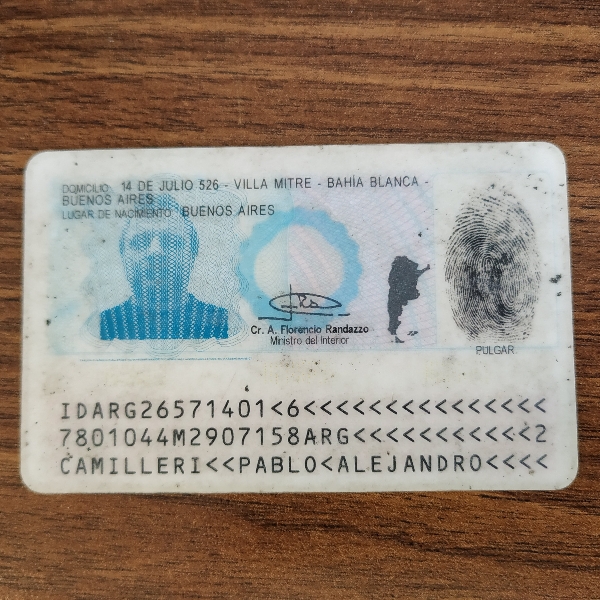 DOMICILIO: 14 DE JULIO 526 - VILLA MITRE - BAHÍA BLANCA -
BUENOS AIRES
LUGAR DE NACIMIENTO: BUENOS AIRES
Cr. A. Florencio Randazzo
Ministro del Interior
PULGAR
IDARG26571401<6<<<<<<<<<<<<<<<
7801044M2907158ARG<<<<<<<<<<<2
CAMILLERI<<PABLO<ALEJANDRO<<<<